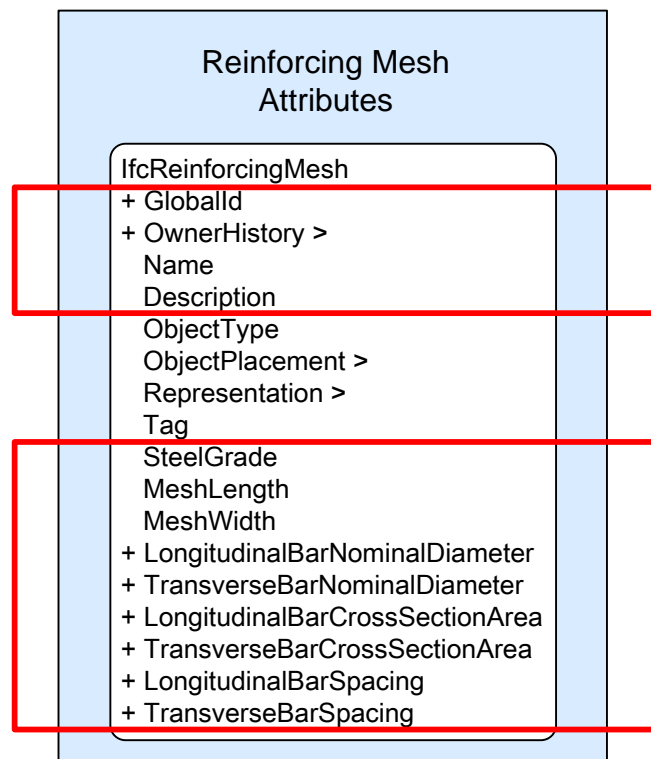 Reinforcing Mesh
Attributes
IfcReinforcingMesh
+ GlobalId
+ OwnerHistory >
Name
Description
ObjectType
ObjectPlacement >
Representation >
Tag
SteelGrade
MeshLength
MeshWidth
+ LongitudinalBarNominalDiameter
+ TransverseBarNominalDiameter
+ LongitudinalBarCrossSectionArea
+ TransverseBarCrossSectionArea
+ LongitudinalBarSpacing
+ TransverseBarSpacing